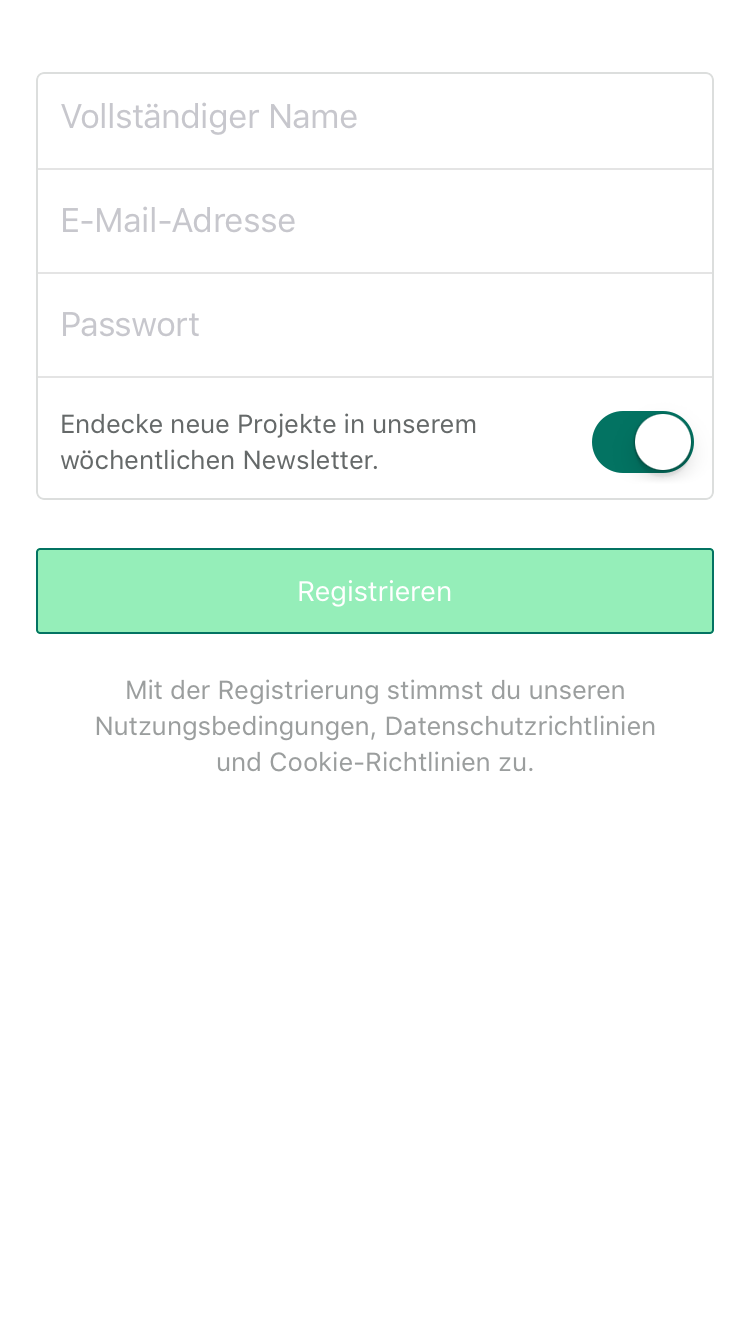 Vollständiger Name
E-Mail-Adresse
Passwort
Endecke neue Projekte in unserem
wöchentlichen Newsletter.
Registrieren
Mit der Registrierung stimmst du unseren
Nutzungsbedingungen, Datenschutzrichtlinien
und Cookie-Richtlinien zu.